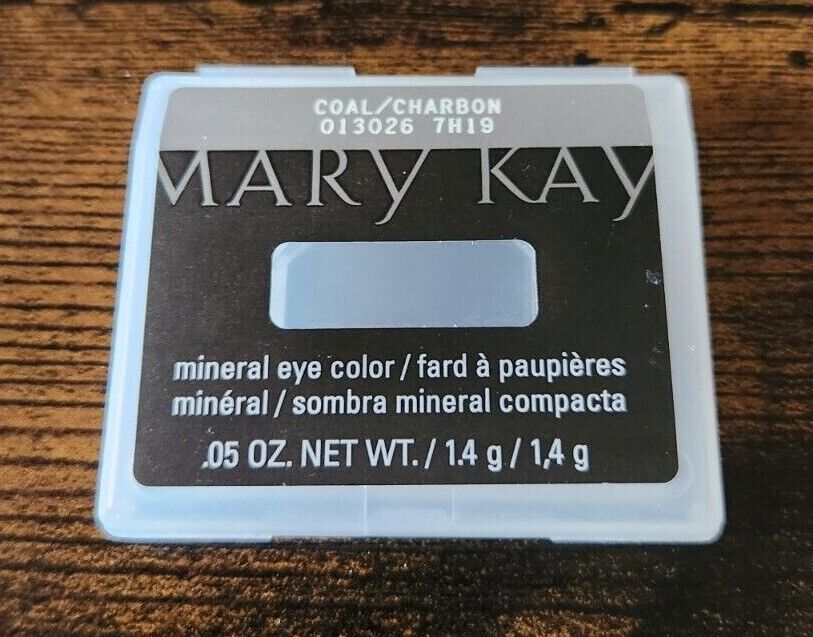 COAL/CHARBON
013026 7H19
MARY KAY
mineral eye color / fard à paupières
minéral / sombra mineral compacta
.05 OZ. NET WT. / 1.4 g / 1,4 g